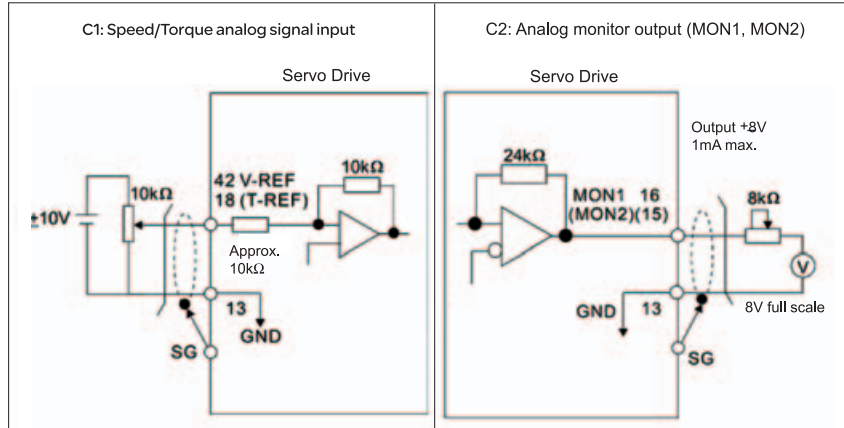 C1: Speed/Torque analog signal input
Servo Drive
10kΩ
42 V-REF
18 (T-REF)
10kΩ
±10V
Approx.
10kΩ
13
GND
SG
C2: Analog monitor output (MON1, MON2)
Servo Drive
Output ±8V
1mA max.
24kΩ
MON1 16
(MON2)(15)
8kΩ
V
GND 13
8V full scale
SG